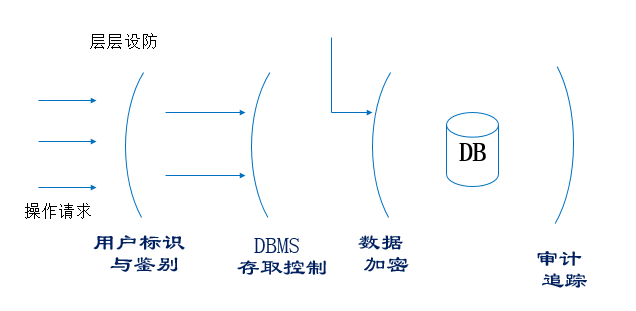 层层设防
操作请求
用户标识
与鉴别
DBMS
存取控制
数据
加密
DB
审计
追踪